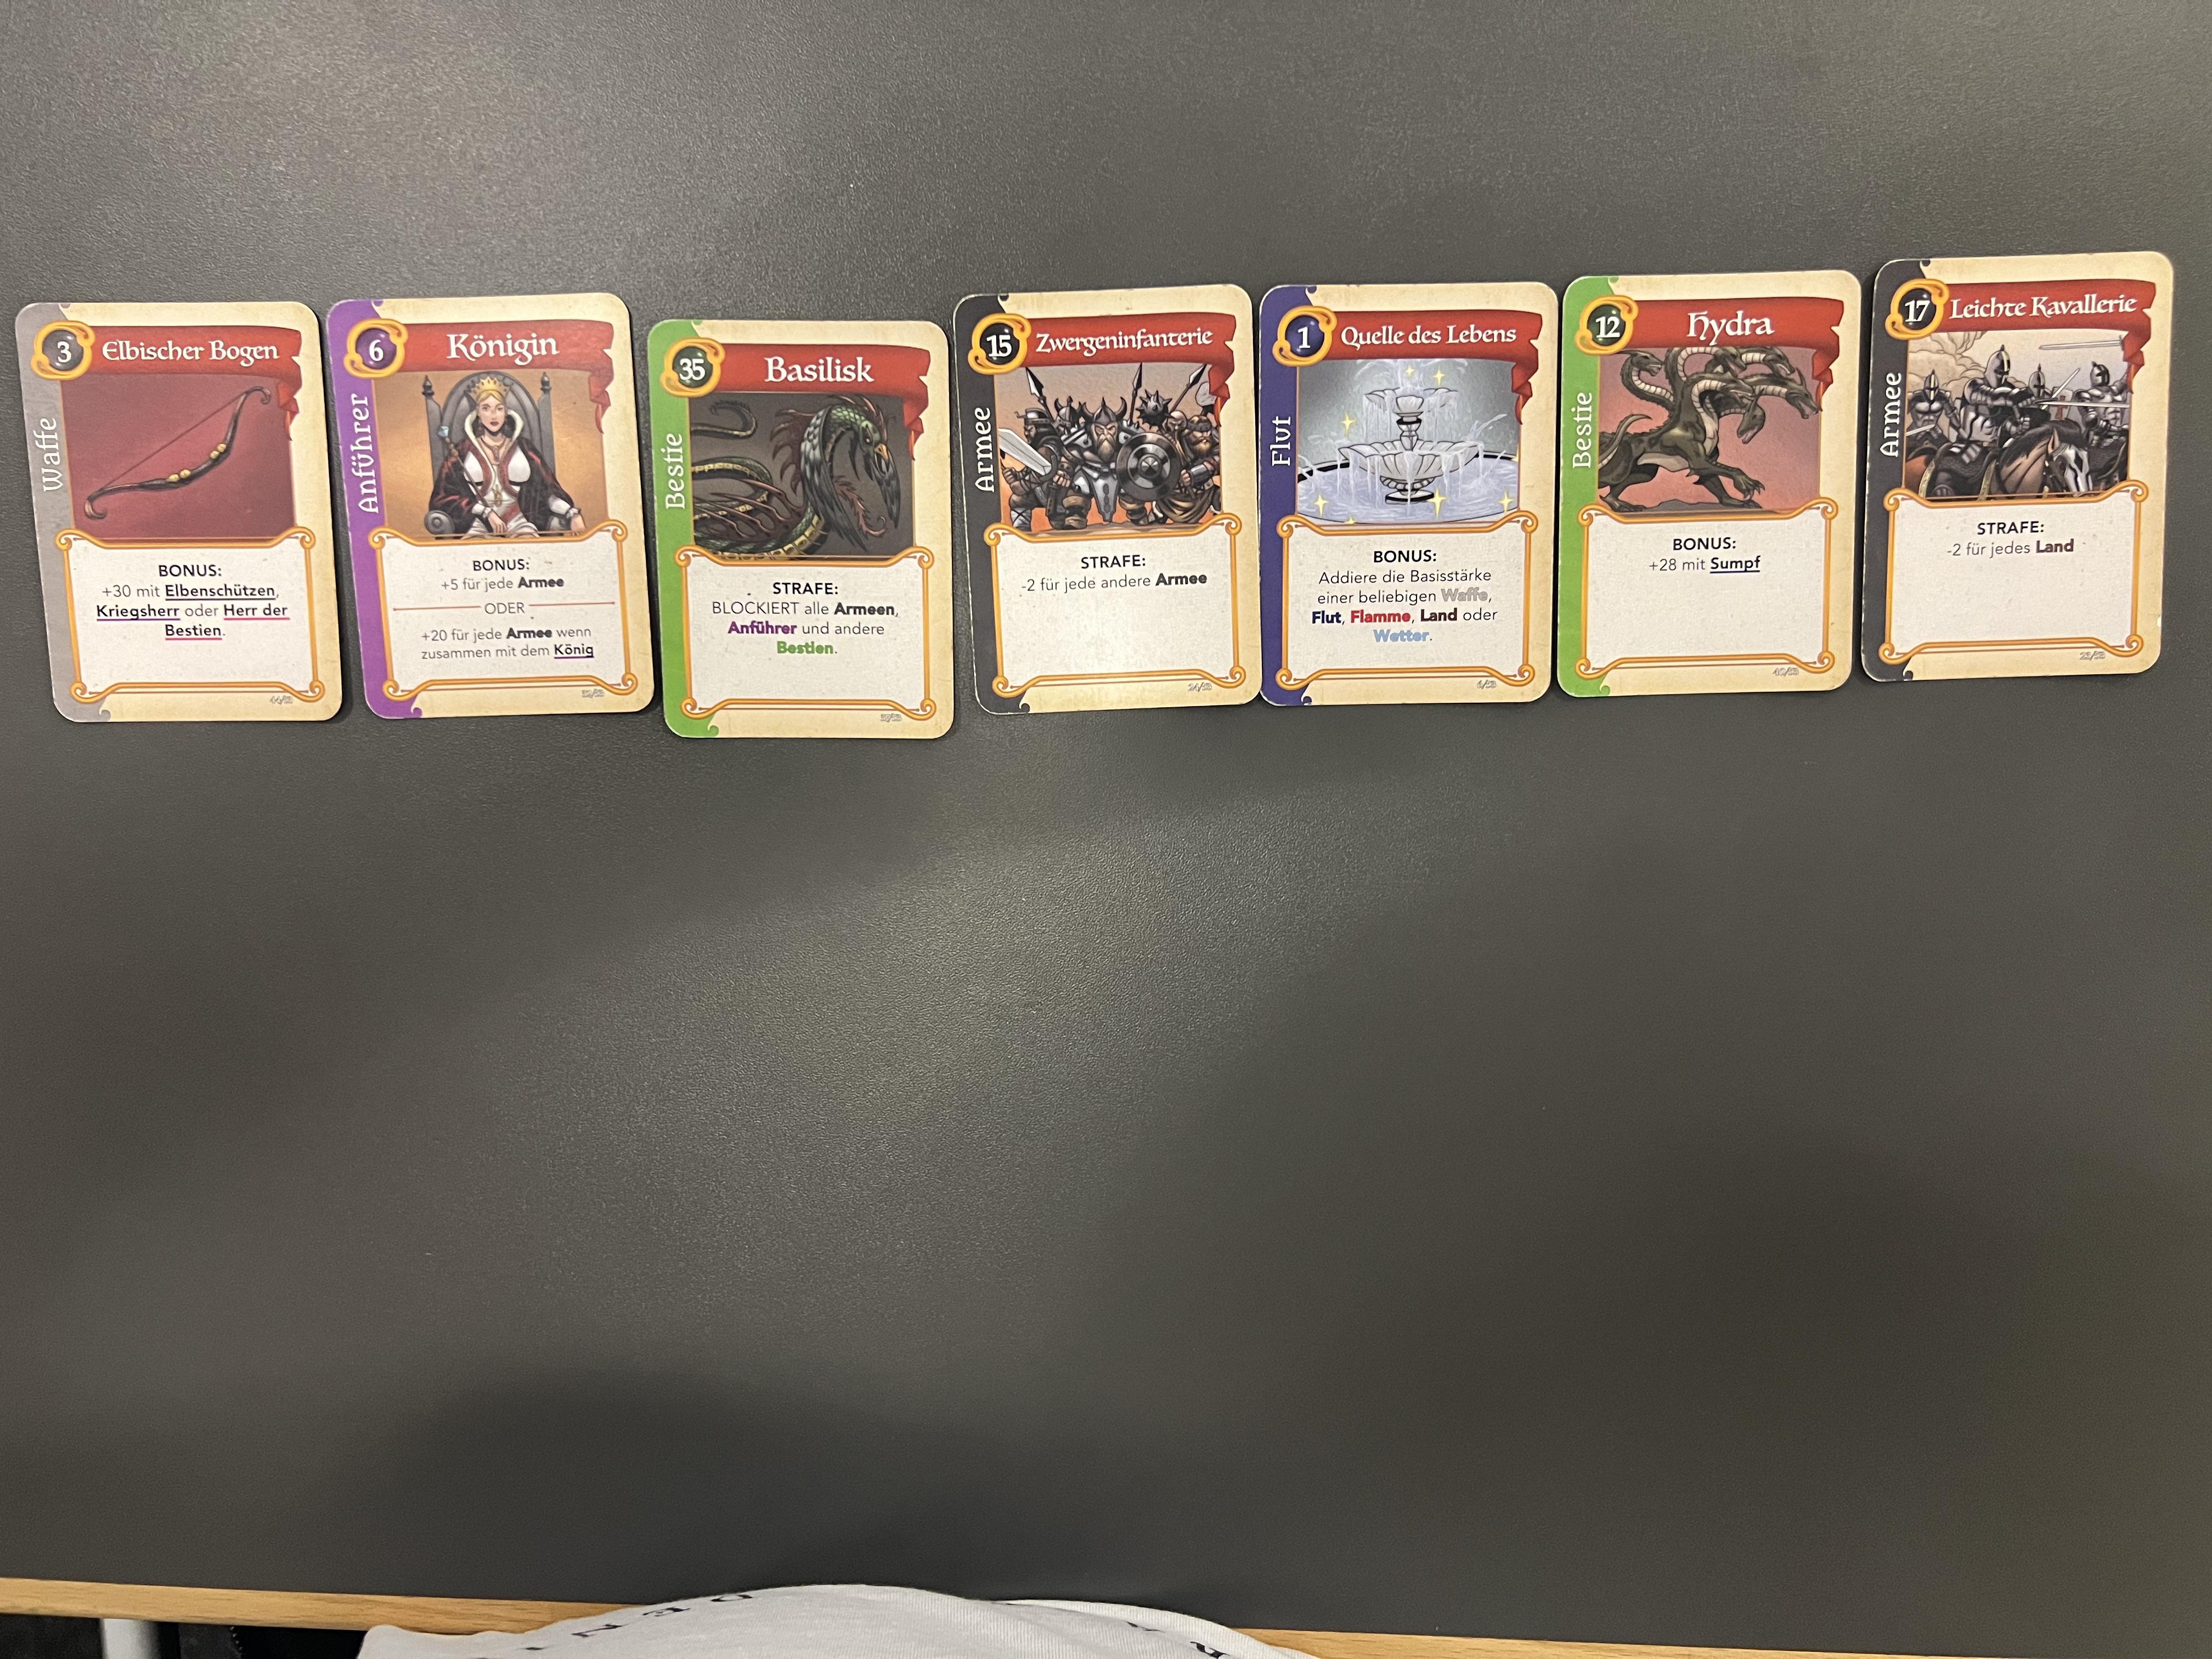 3
Elbischer Bogen
Waffe
BONUS:
+30 mit Elbenschützen,
Kriegsherr oder Herr der
Bestien.
44/53
6
Königin
Anführer
BONUS:
+5 für jede Armee
ODER
+20 für jede Armee wenn
zusammen mit dem König
35
Basilisk
Bestie
STRAFE:
BLOCKIERT alle Armeen,
Anführer und andere
Bestien.
15
Zwergeninfanterie
Armee
STRAFE:
-2 für jede andere Armee
24/53
1
Quelle des Lebens
Flut
BONUS:
Addiere die Basisstärke
einer beliebigen Waffe,
Flut, Flamme, Land oder
Wetter.
12
Hydra
Bestie
BONUS:
+28 mit Sumpf
17
Leichte Kavallerie
Armee
STRAFE:
-2 für jedes Land